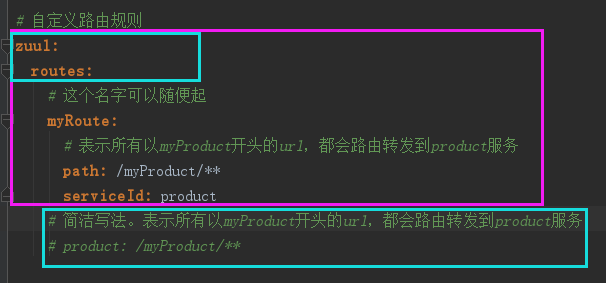 # 自定义路由规则
zuul:
routes:
# 这个名字可以随便起
myRoute:
# 表示所有以myProduct开头的url，都会路由转发到product服务
path: /myProduct/**
serviceId: product
# 简洁写法。表示所有以myProduct开头的url，都会路由转发到product服务
# product: /myProduct/**